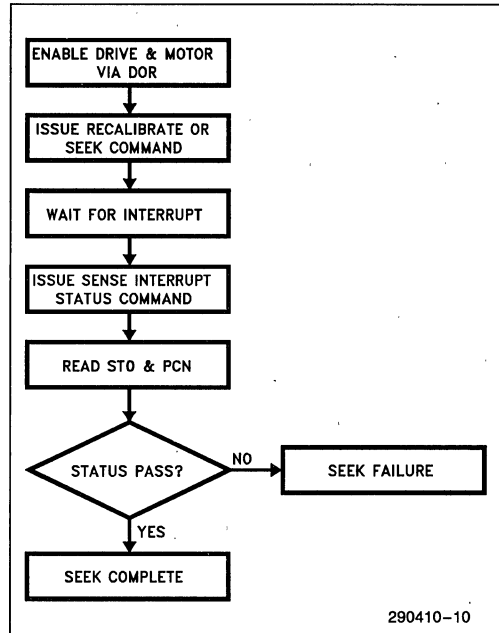 ENABLE DRIVE & MOTOR
VIA DOR
ISSUE RECALIBRATE OR
SEEK COMMAND
WAIT FOR INTERRUPT
ISSUE SENSE INTERRUPT
STATUS COMMAND
READ ST0 & PCN
STATUS PASS?
NO
SEEK FAILURE
YES
SEEK COMPLETE
290410-10